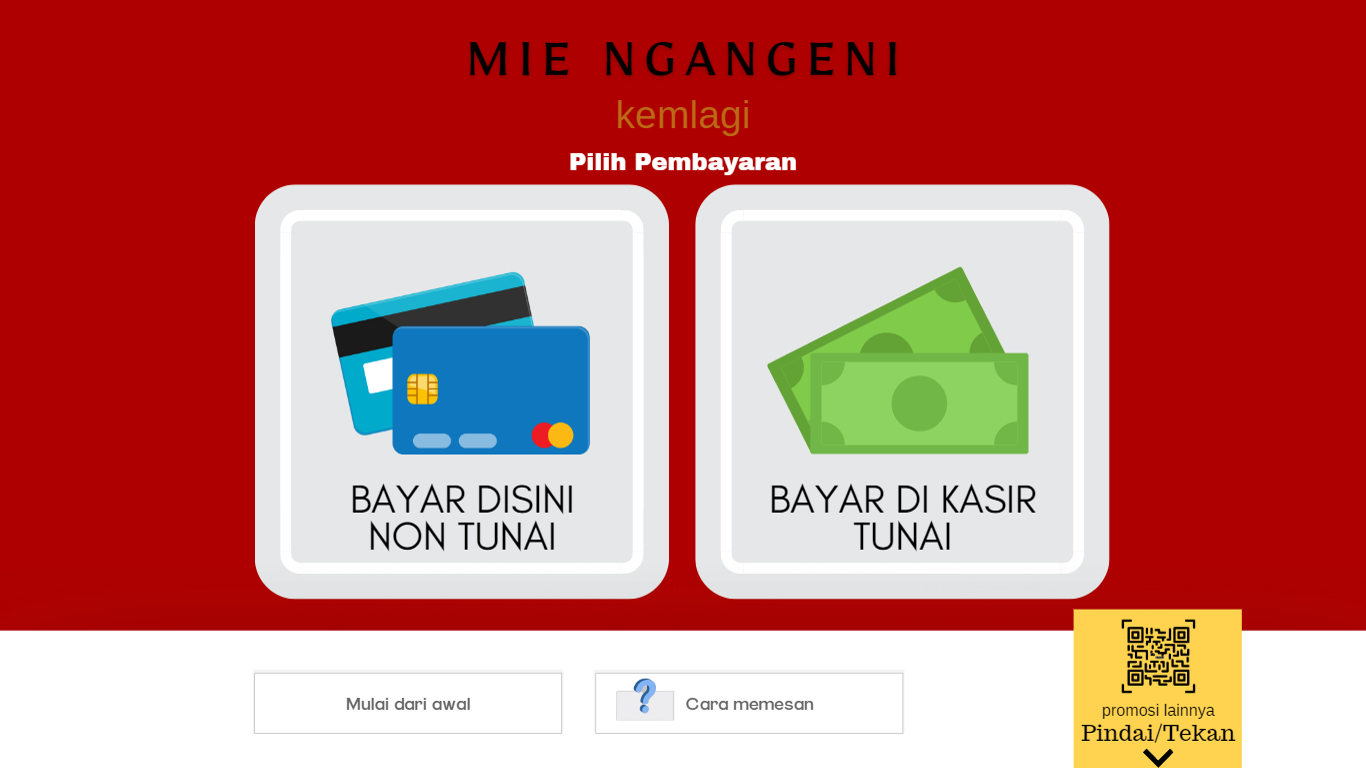 MIE NGANGENI
kemlagi
Pilih Pembayaran
BAYAR DISINI
NON TUNAI
BAYAR DI KASIR
TUNAI
Mulai dari awal
Cara memesan
promosi lainnya
Pindai/Tekan